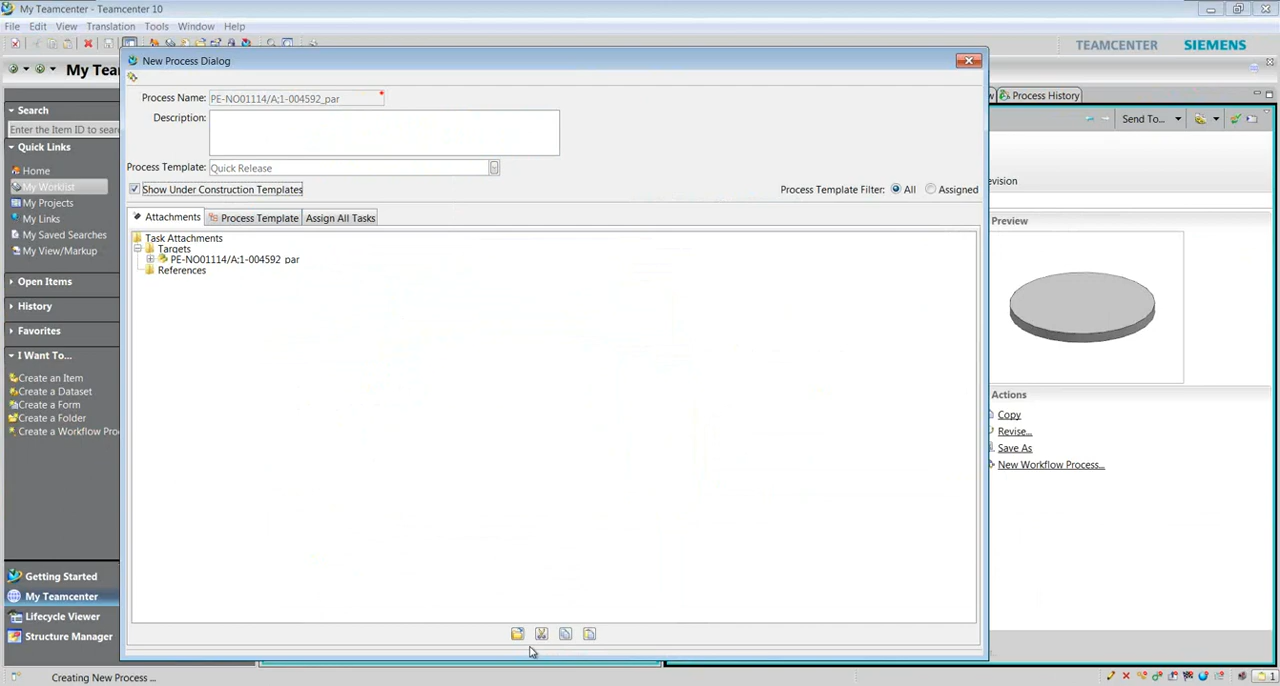 My Teamcenter - Teamcenter 10
File Edit View Translation Tools Window Help
TEAMCENTER SIEMENS
My Tea
Search
Enter the Item ID to sear
Quick Links
Home
My Worklist
My Projects
My Links
My Saved Searches
My View/Markup
Open Items
History
Favorites
I Want To...
Create an Item
Create a Dataset
Create a Form
Create a Folder
Create a Workflow Pro
Getting Started
My Teamcenter
Lifecycle Viewer
Structure Manager
New Process Dialog
Process Name: PE-NO01114/A;1-004592_par *
Description:
Process Template: Quick Release
Show Under Construction Templates
Process Template Filter: All Assigned
Attachments Process Template Assign All Tasks
Task Attachments
Targets
PE-NO01114/A;1-004592_par
References
Process History
Send To...
evision
Preview
Actions
Copy
Revise...
Save As
New Workflow Process...
Creating New Process ...
1